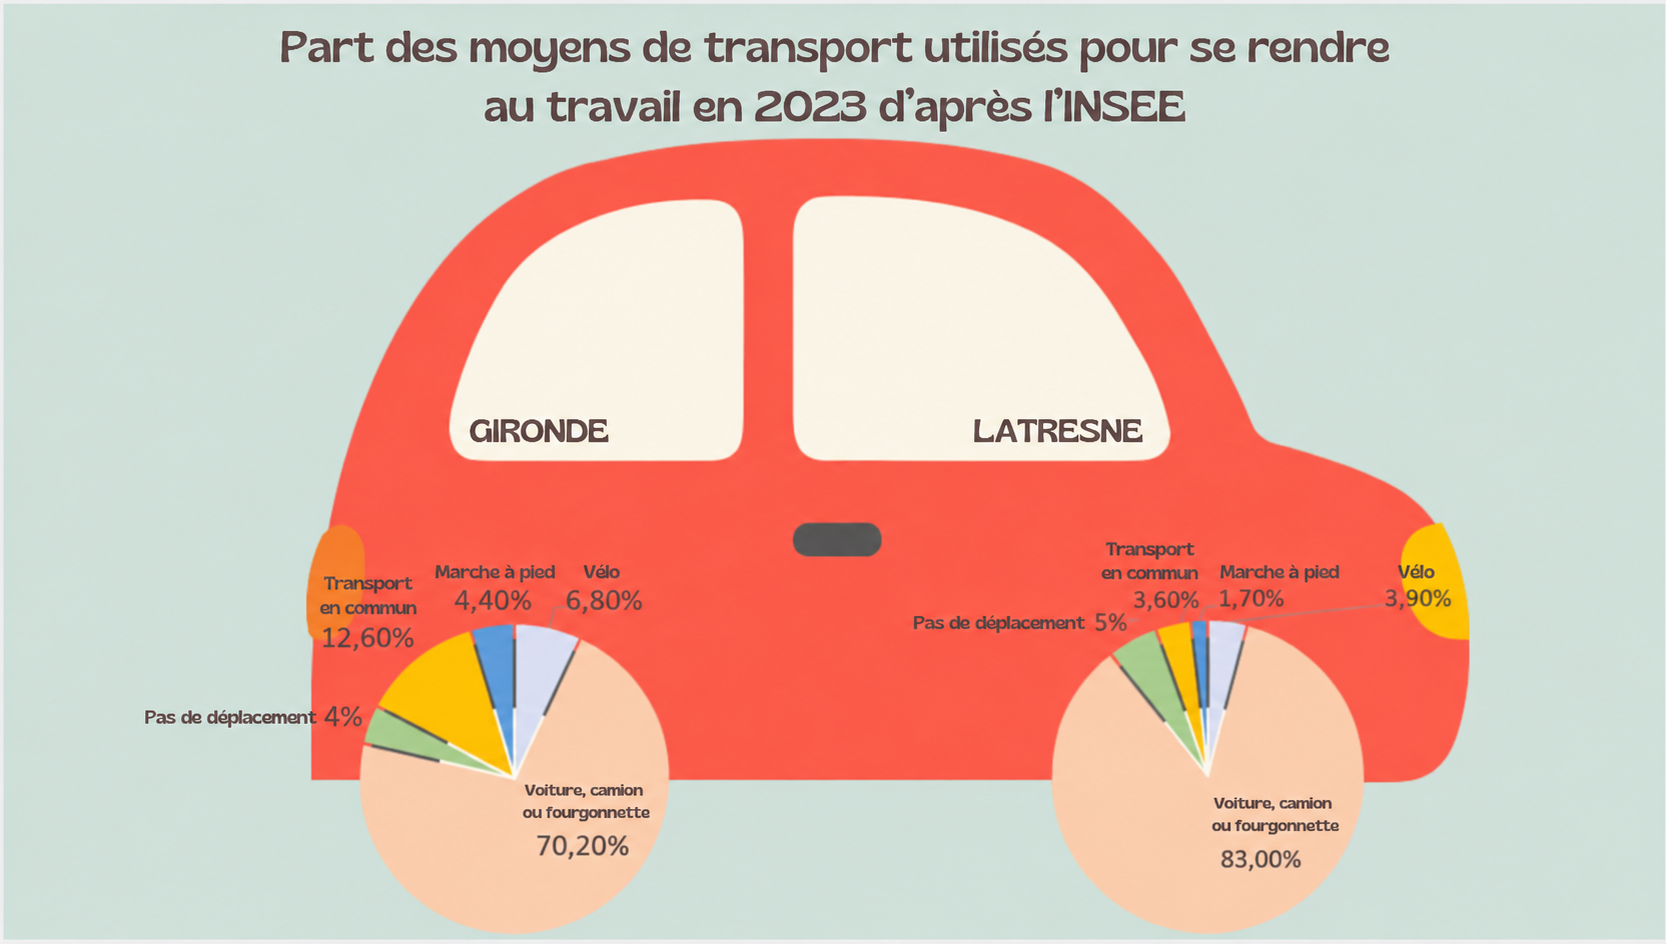 Part des moyens de transport utilisés pour se rendre
au travail en 2023 d'après l'INSEE
GIRONDE
LATRESNE
Transport
en commun
12,60%
Marche à pied
4,40%
Vélo
6,80%
Pas de déplacement 4%
Voiture, camion
ou fourgonnette
70,20%
Transport
en commun
3,60%
Marche à pied
1,70%
Vélo
3,90%
Pas de déplacement 5%
Voiture, camion
ou fourgonnette
83,00%